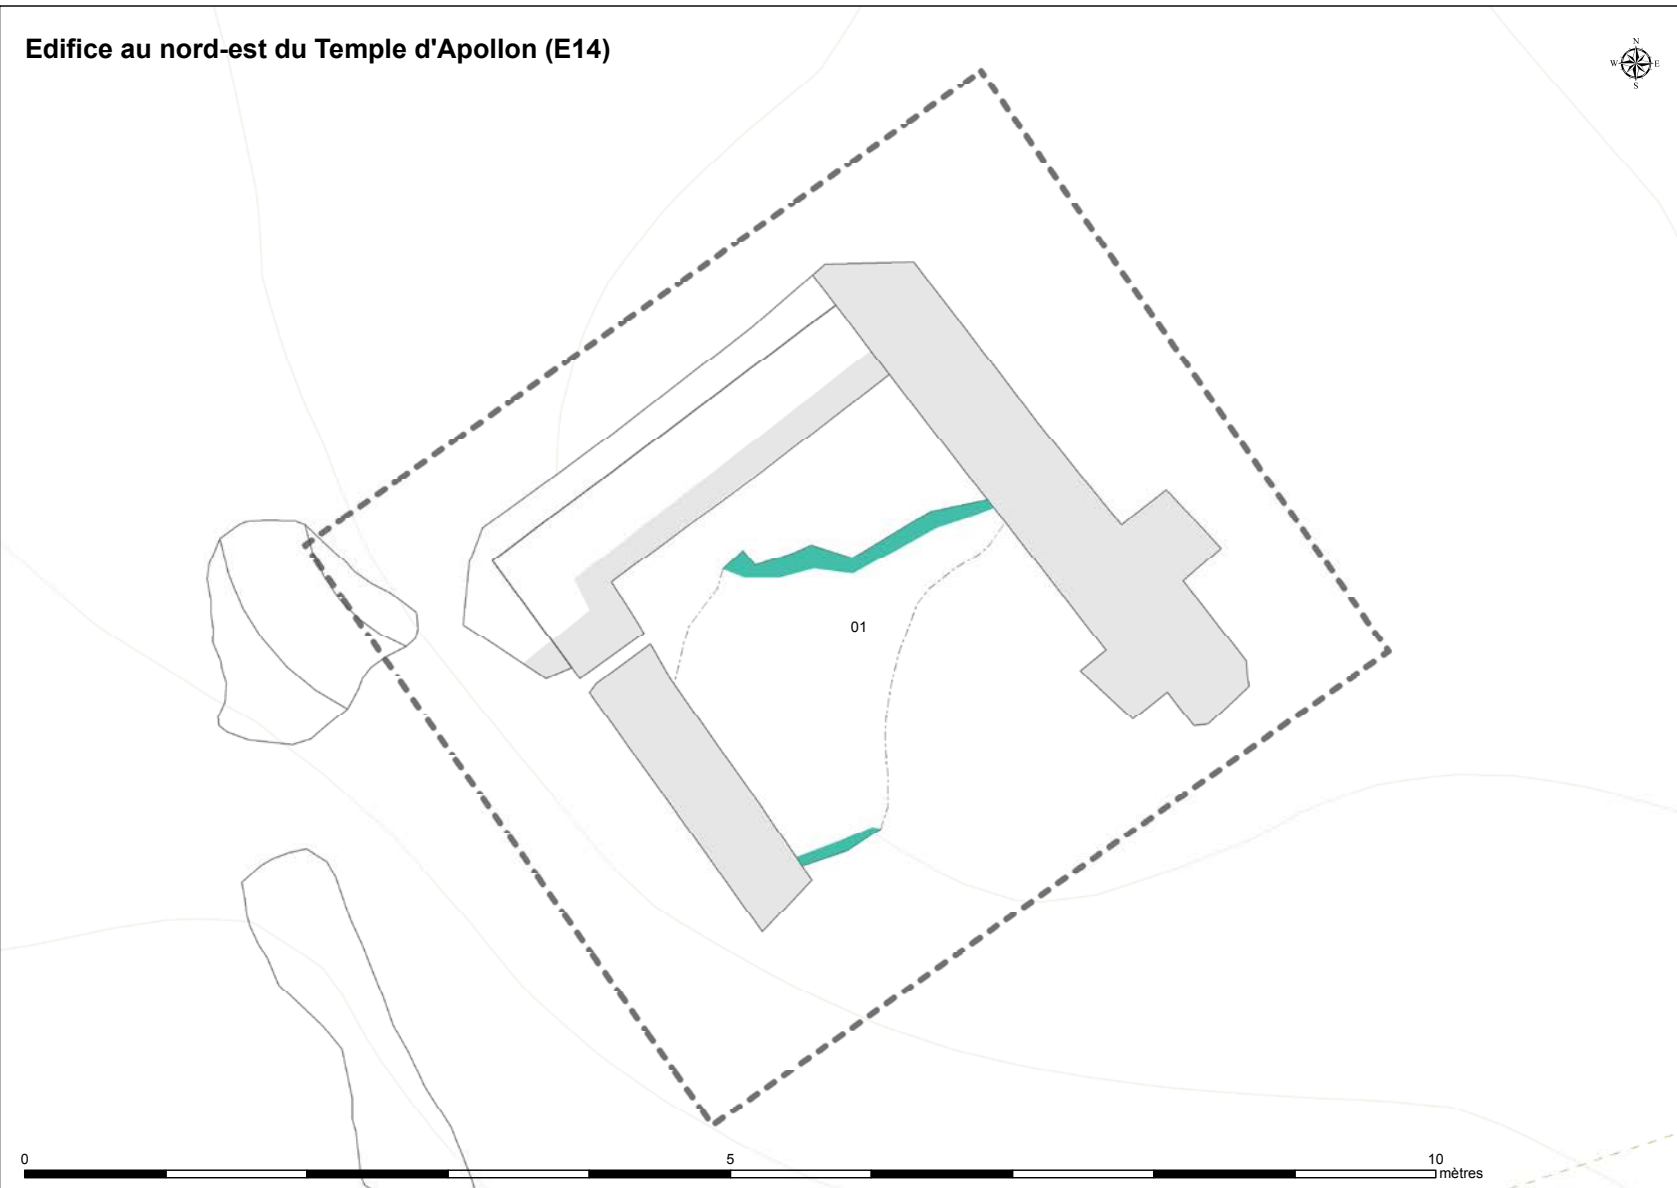 Edifice au nord-est du Temple d'Apollon (E14)
N
W E
S
01
0 5 10
mètres